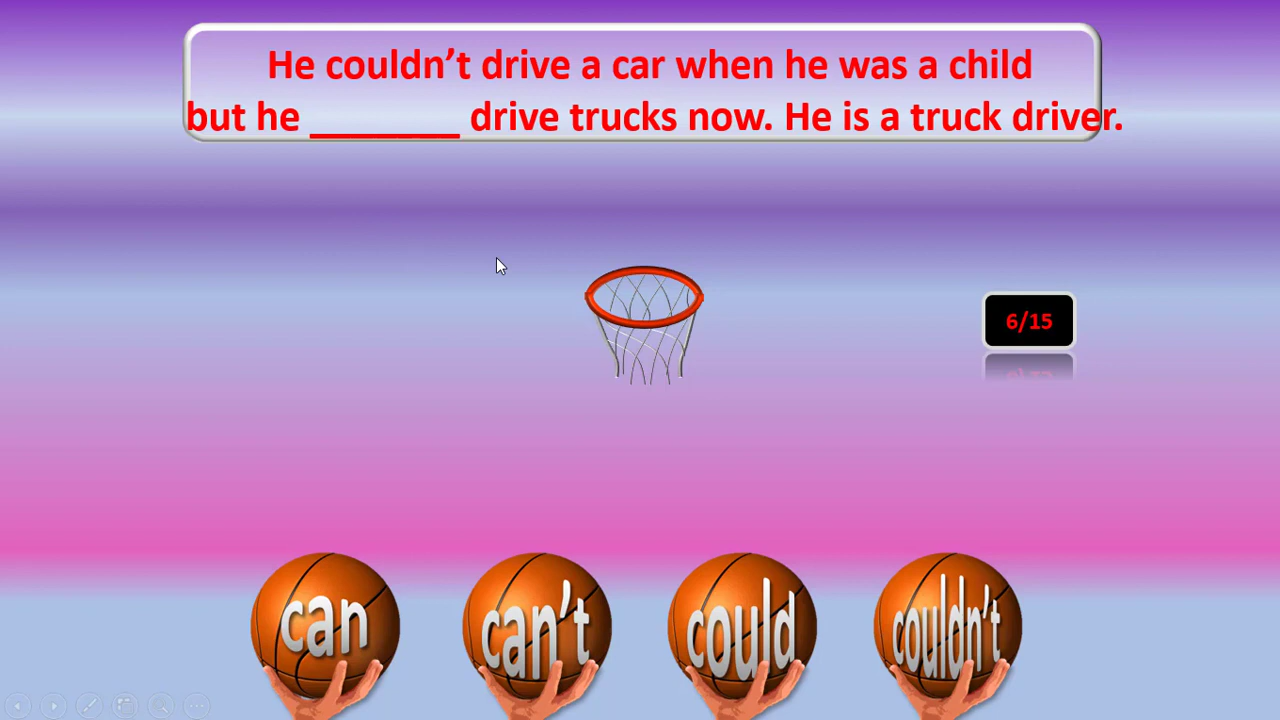 He couldn’t drive a car when he was a child
but he ________ drive trucks now. He is a truck driver.
6/15
can
can’t
could
couldn’t